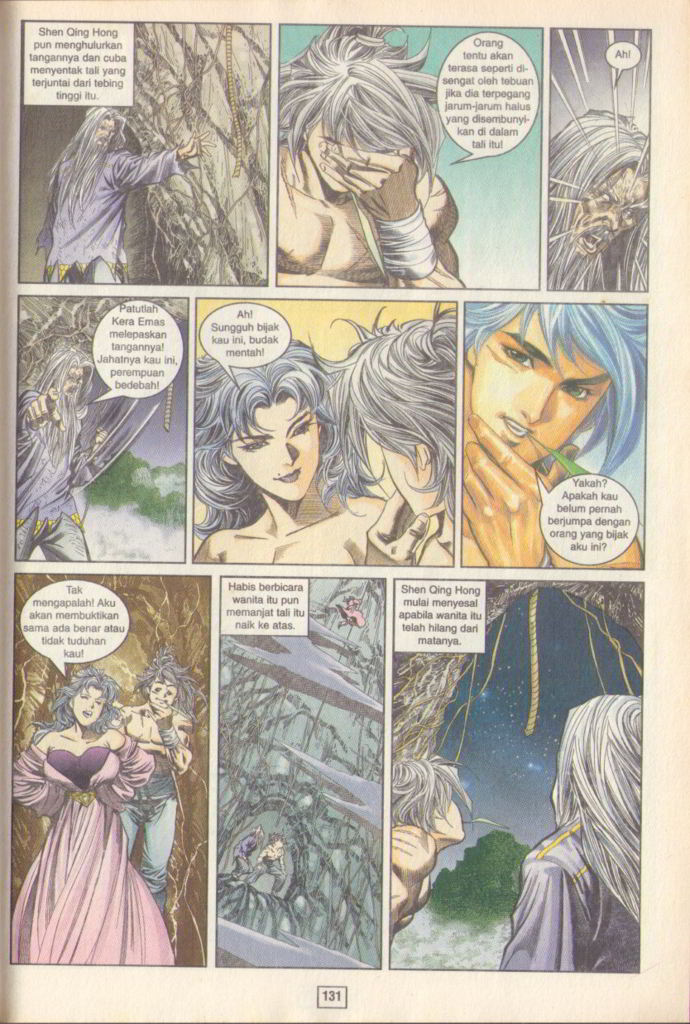 Shen Qing Hong
pun menghulurkan
tangannya dan cuba
menyentak tali yang
terjuntai dari tebing
tinggi itu.
Orang
tentu akan
terasa seperti di-
sengat oleh tebuan
jika dia terpegang
jarum-jarum halus
yang disembunyi-
kan di dalam
tali itu!
Ah!
Patutlah
Kera Emas
melepaskan
tangannya!
Jahatnya kau ini,
perempuan
bedebah!
Ah!
Sungguh bijak
kau ini, budak
mentah!
Yakah?
Apakah kau
belum pernah
berjumpa dengan
orang yang bijak
aku ini?
Tak
mengapalah! Aku
akan membuktikan
sama ada benar atau
tidak tuduhan
kau!
Habis berbicara
wanita itu pun
memanjat tali itu
naik ke atas.
Shen Qing Hong
mulai menyesal
apabila wanita itu
telah hilang dari
matanya.
131